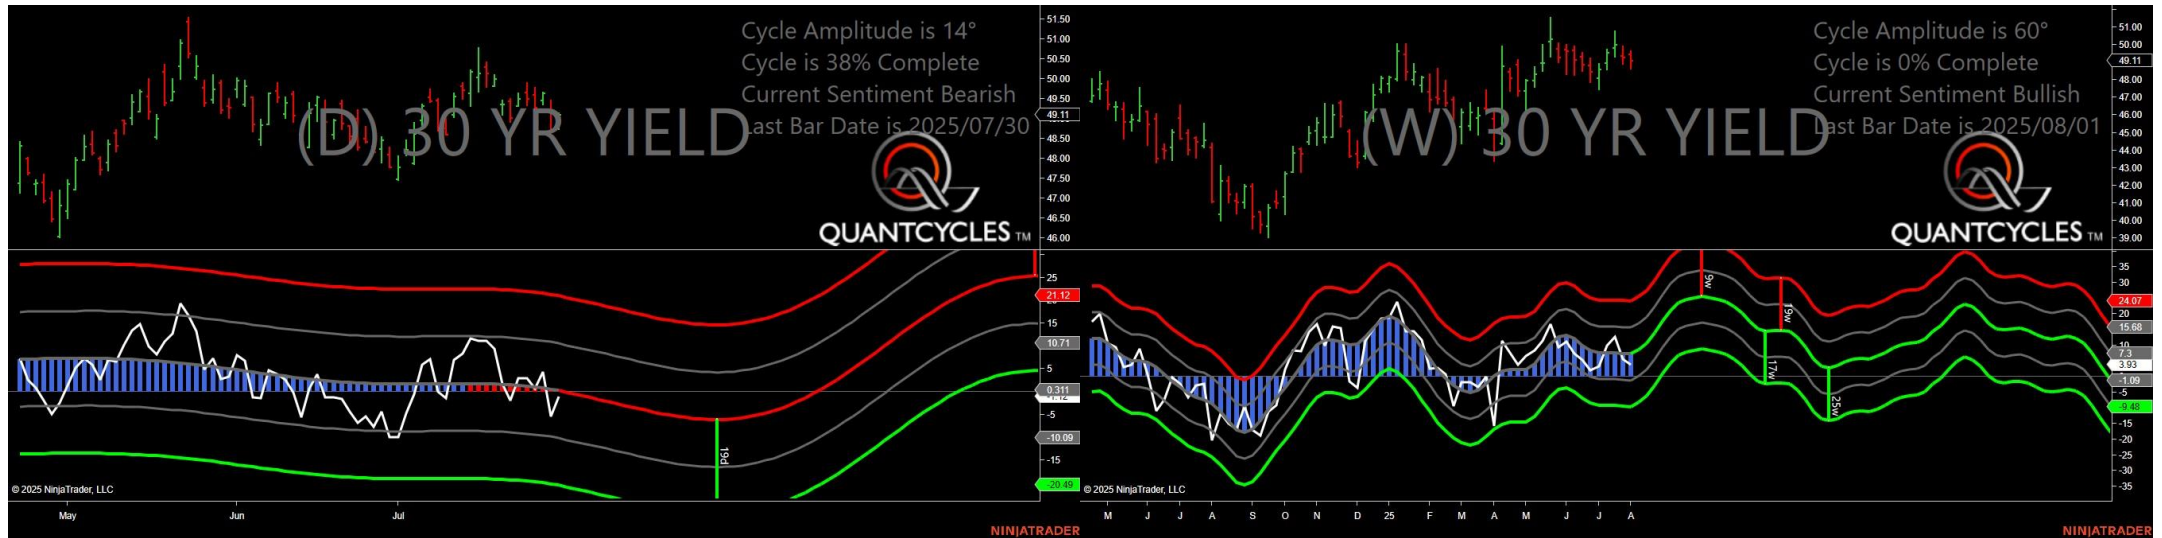 Cycle Amplitude is 14°
Cycle is 38% Complete
Current Sentiment Bearish
Last Bar Date is 2025/07/30
(D) 30 YR YIELD
QUANTCYCLES TM
51.50
51.00
50.50
50.00
49.50
49.11
48.50
48.00
47.50
47.00
46.50
46.00
25
21.12
15
10.71
5
0.311
-1.12
-5
-10.09
-15
-20.49
19d
© 2025 NinjaTrader, LLC
May
Jun
Jul
NINJATRADER
Cycle Amplitude is 60°
Cycle is 0% Complete
Current Sentiment Bullish
Last Bar Date is 2025/08/01
(W) 30 YR YIELD
QUANTCYCLES TM
51.00
50.00
49.11
48.00
47.00
46.00
45.00
44.00
43.00
42.00
41.00
40.00
39.00
35
30
24.07
20
15.68
10
7.3
3.93
-1.09
-5
-9.48
-15
-20
-25
-30
-35
9w
19w
17w
25w
© 2025 NinjaTrader, LLC
M
J
J
A
S
O
N
D
25
F
M
A
M
J
J
A
NINJATRADER